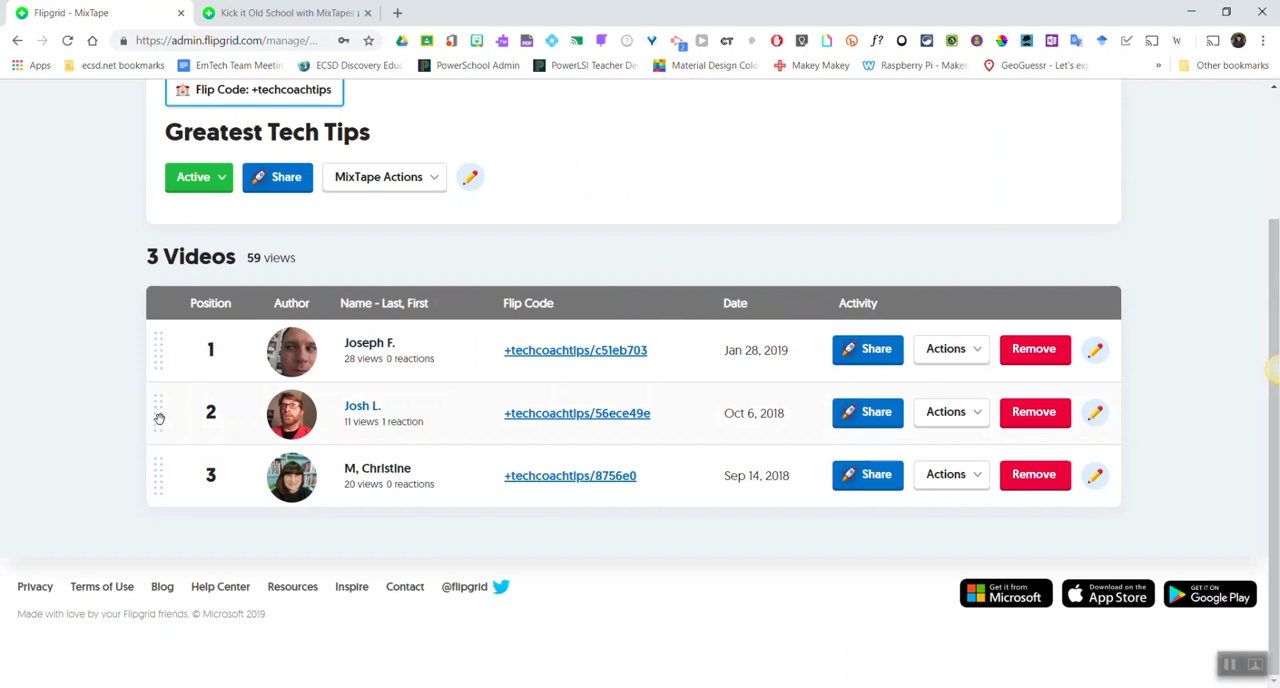 Flipgrid - MixTape
Kick it Old School with MixTapes
https://admin.flipgrid.com/manage/...
Apps
ecsd.net bookmarks
EmTech Team Meetin
ECSD Discovery Educ
PowerSchool Admin
PowerLSI Teacher De
Material Design Colo
Makey Makey
Raspberry Pi - Make
GeoGuessr - Let's exp
Other bookmarks
Flip Code: +techcoachtips
Greatest Tech Tips
Active
Share
MixTape Actions
3 Videos 59 views
Position Author Name - Last, First Flip Code Date Activity
1 Joseph F. +techcoachtips/c51eb703 Jan 28, 2019 Share Actions Remove
28 views 0 reactions
2 Josh L. +techcoachtips/56ece49e Oct 6, 2018 Share Actions Remove
11 views 1 reaction
3 M, Christine +techcoachtips/8756e0 Sep 14, 2018 Share Actions Remove
20 views 0 reactions
Privacy Terms of Use Blog Help Center Resources Inspire Contact @flipgrid
Made with love by your Flipgrid friends. © Microsoft 2019
Get it from
Microsoft
Download on the
App Store
GET IT ON
Google Play